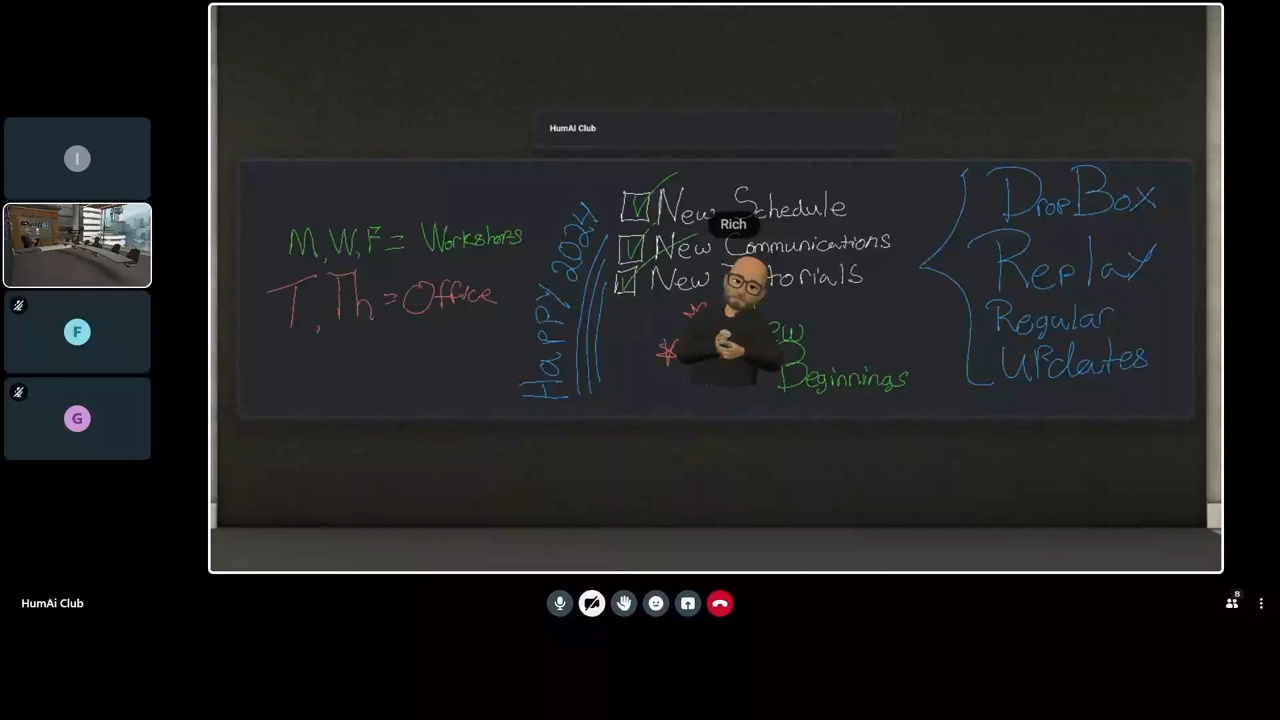 I
F
G
HumAi Club
M, W, F = Workshops
T, Th = Office
HAPPY 2024
New Schedule
Rich
New Communications
New
Beginnings
DropBox
Replay
Regular
UPdates
HumAi Club
8